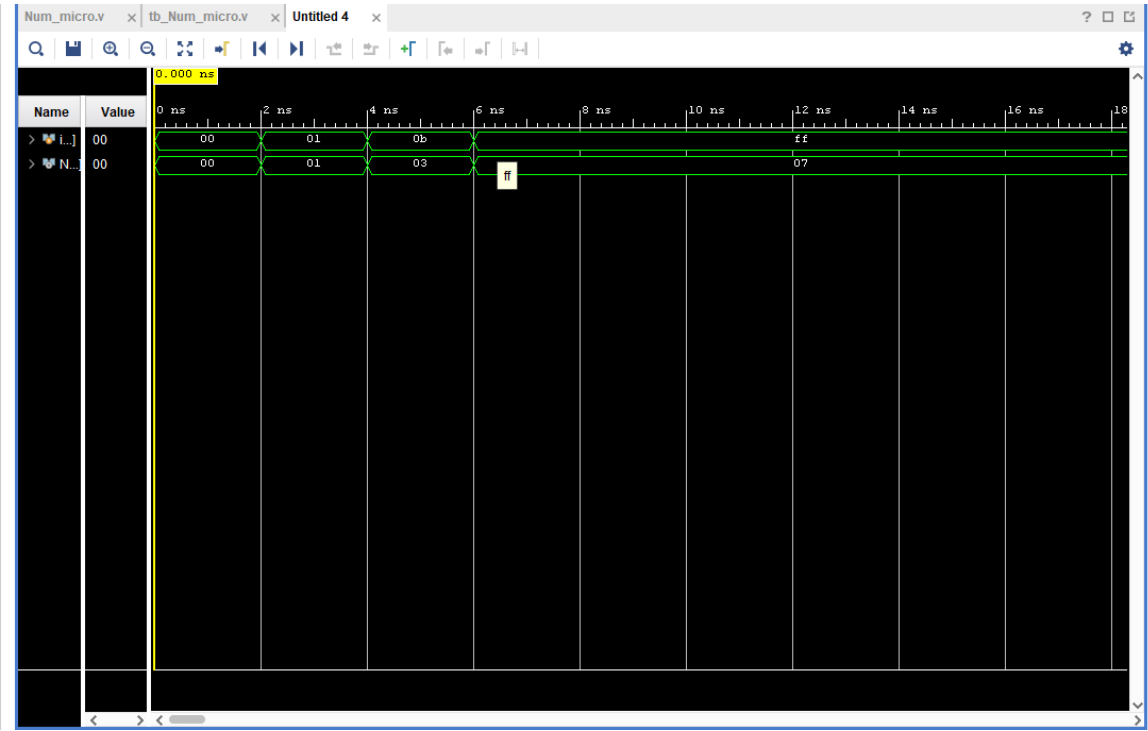 Num_micro.v × tb_Num_micro.v × Untitled 4 × ?
0.000 ns
Name Value 0 ns 2 ns 4 ns 6 ns 8 ns 10 ns 12 ns 14 ns 16 ns 18
> i...] 00 00 01 0b ff
> N...] 00 00 01 03 07
ff